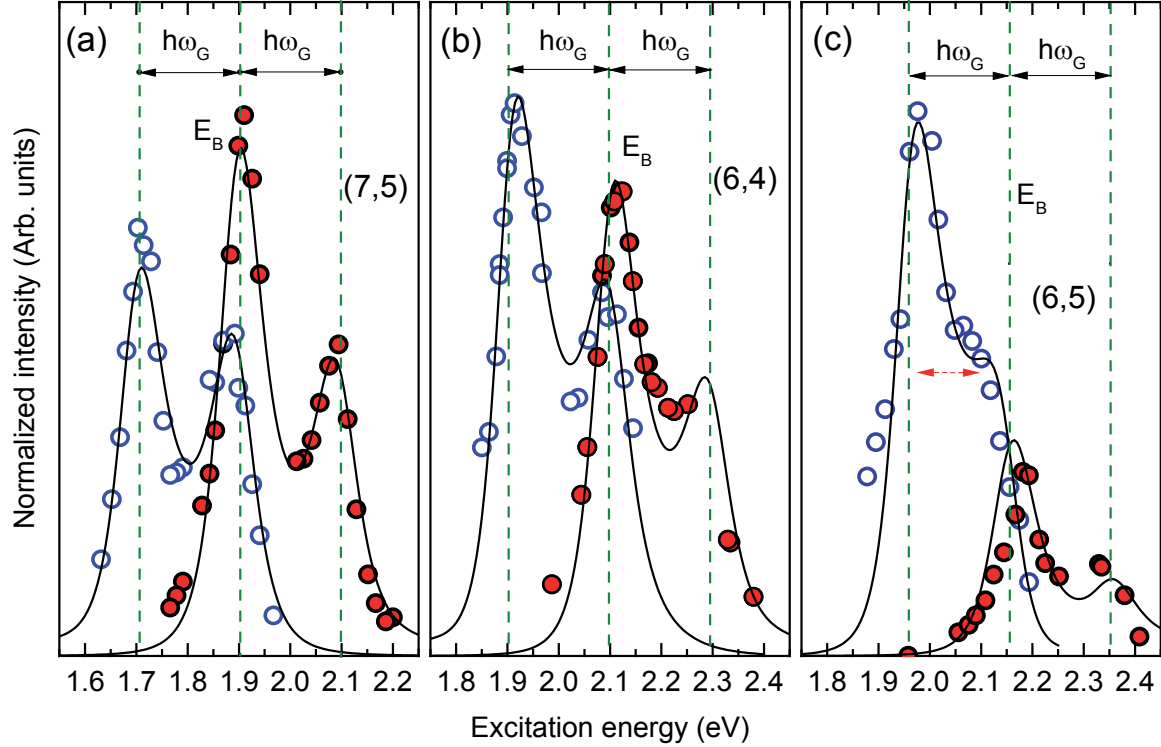 (a)
hω_G
hω_G
E_B
(7,5)
(b)
hω_G
hω_G
E_B
(6,4)
(c)
hω_G
hω_G
E_B
(6,5)
Normalized intensity (Arb. units)
1.6 1.7 1.8 1.9 2.0 2.1 2.2
1.8 1.9 2.0 2.1 2.2 2.3 2.4
1.8 1.9 2.0 2.1 2.2 2.3 2.4
Excitation energy (eV)